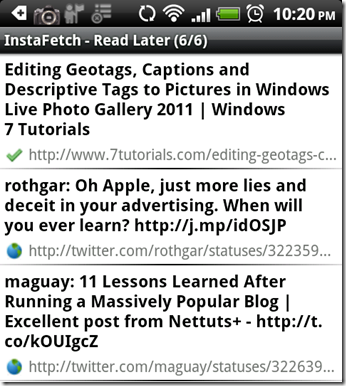 10:20 PM
InstaFetch - Read Later (6/6)
Editing Geotags, Captions and
Descriptive Tags to Pictures in Windows
Live Photo Gallery 2011 | Windows
7 Tutorials
http://www.7tutorials.com/editing-geotags-c...
rothgar: Oh Apple, just more lies and
deceit in your advertising. When will
you ever learn? http://j.mp/idOSJP
http://twitter.com/rothgar/statuses/322359...
maguay: 11 Lessons Learned After
Running a Massively Popular Blog |
Excellent post from Nettuts+ - http://t.
co/kOUIgcZ
http://twitter.com/maguay/statuses/322639...